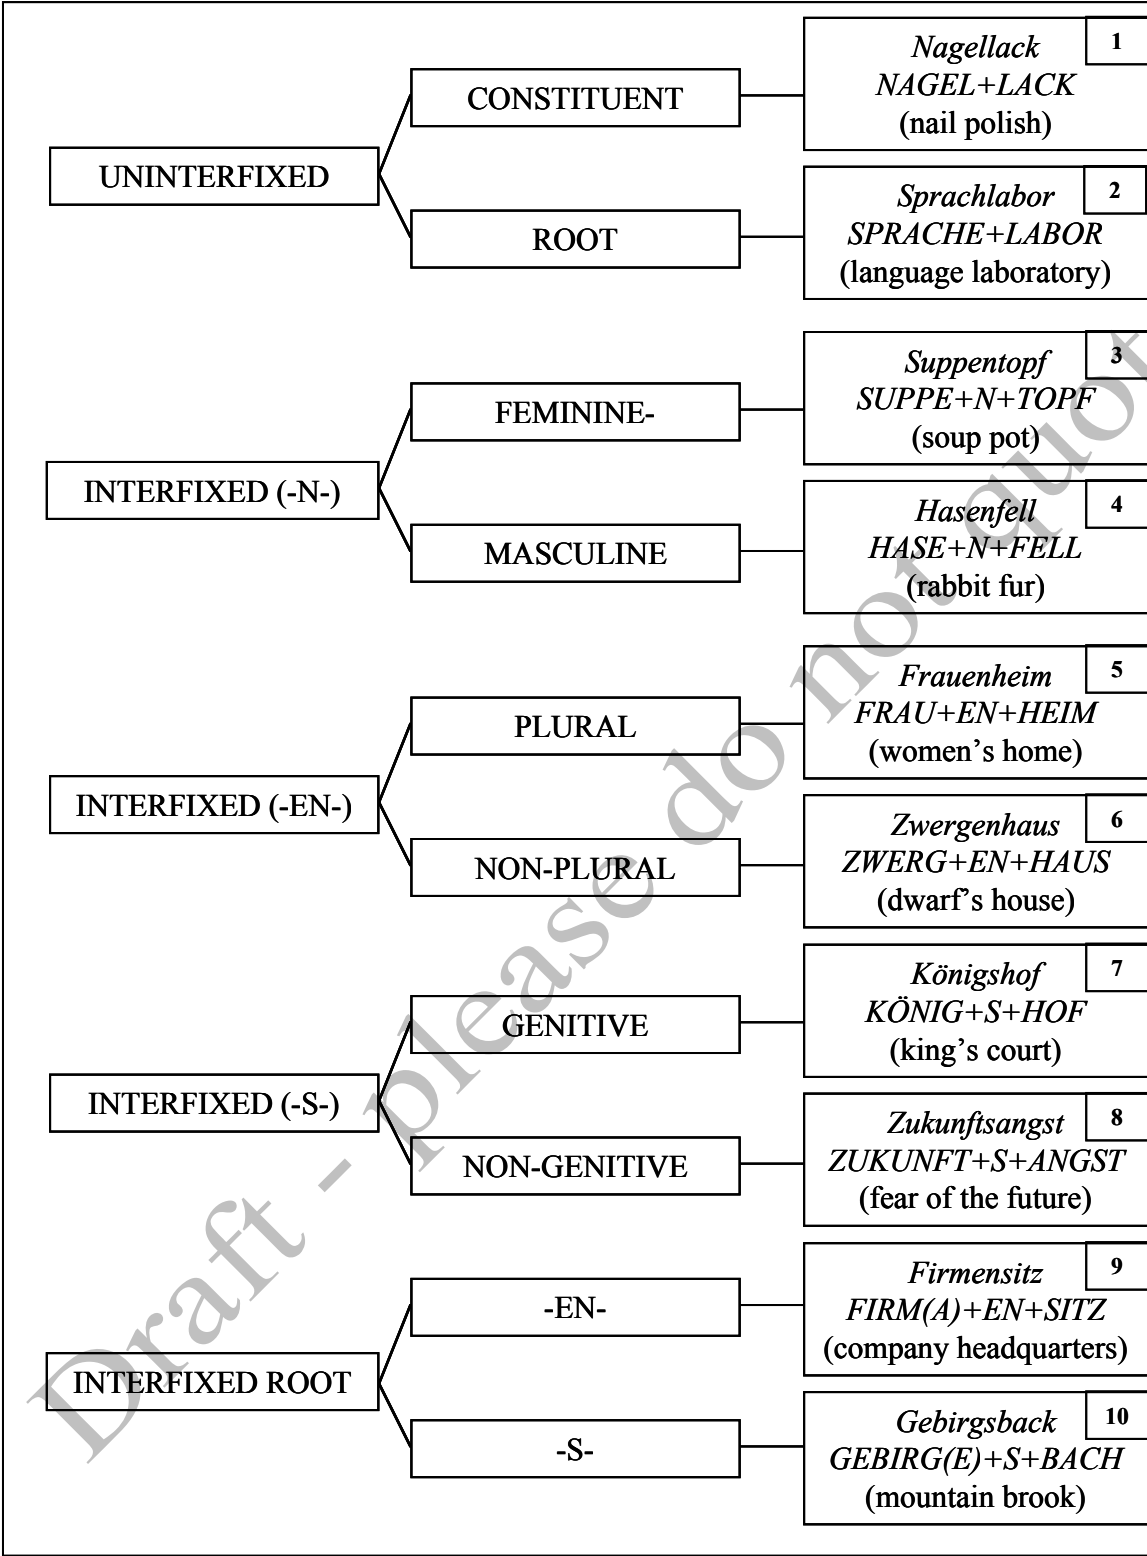 UNINTERFIXED
CONSTITUENT
Nagellack
NAGEL+LACK
(nail polish)
1
ROOT
Sprachlabor
SPRACHE+LABOR
(language laboratory)
2
INTERFIXED (-N-)
FEMININE-
Suppentopf
SUPPE+N+TOPF
(soup pot)
3
MASCULINE
Hasenfell
HASE+N+FELL
(rabbit fur)
4
INTERFIXED (-EN-)
PLURAL
Frauenheim
FRAU+EN+HEIM
(women’s home)
5
NON-PLURAL
Zwergenhaus
ZWERG+EN+HAUS
(dwarf’s house)
6
INTERFIXED (-S-)
GENITIVE
Königshof
KÖNIG+S+HOF
(king’s court)
7
NON-GENITIVE
Zukunftsangst
ZUKUNFT+S+ANGST
(fear of the future)
8
INTERFIXED ROOT
-EN-
Firmensitz
FIRM(A)+EN+SITZ
(company headquarters)
9
-S-
Gebirgsback
GEBIRG(E)+S+BACH
(mountain brook)
10
Draft - please do not quot